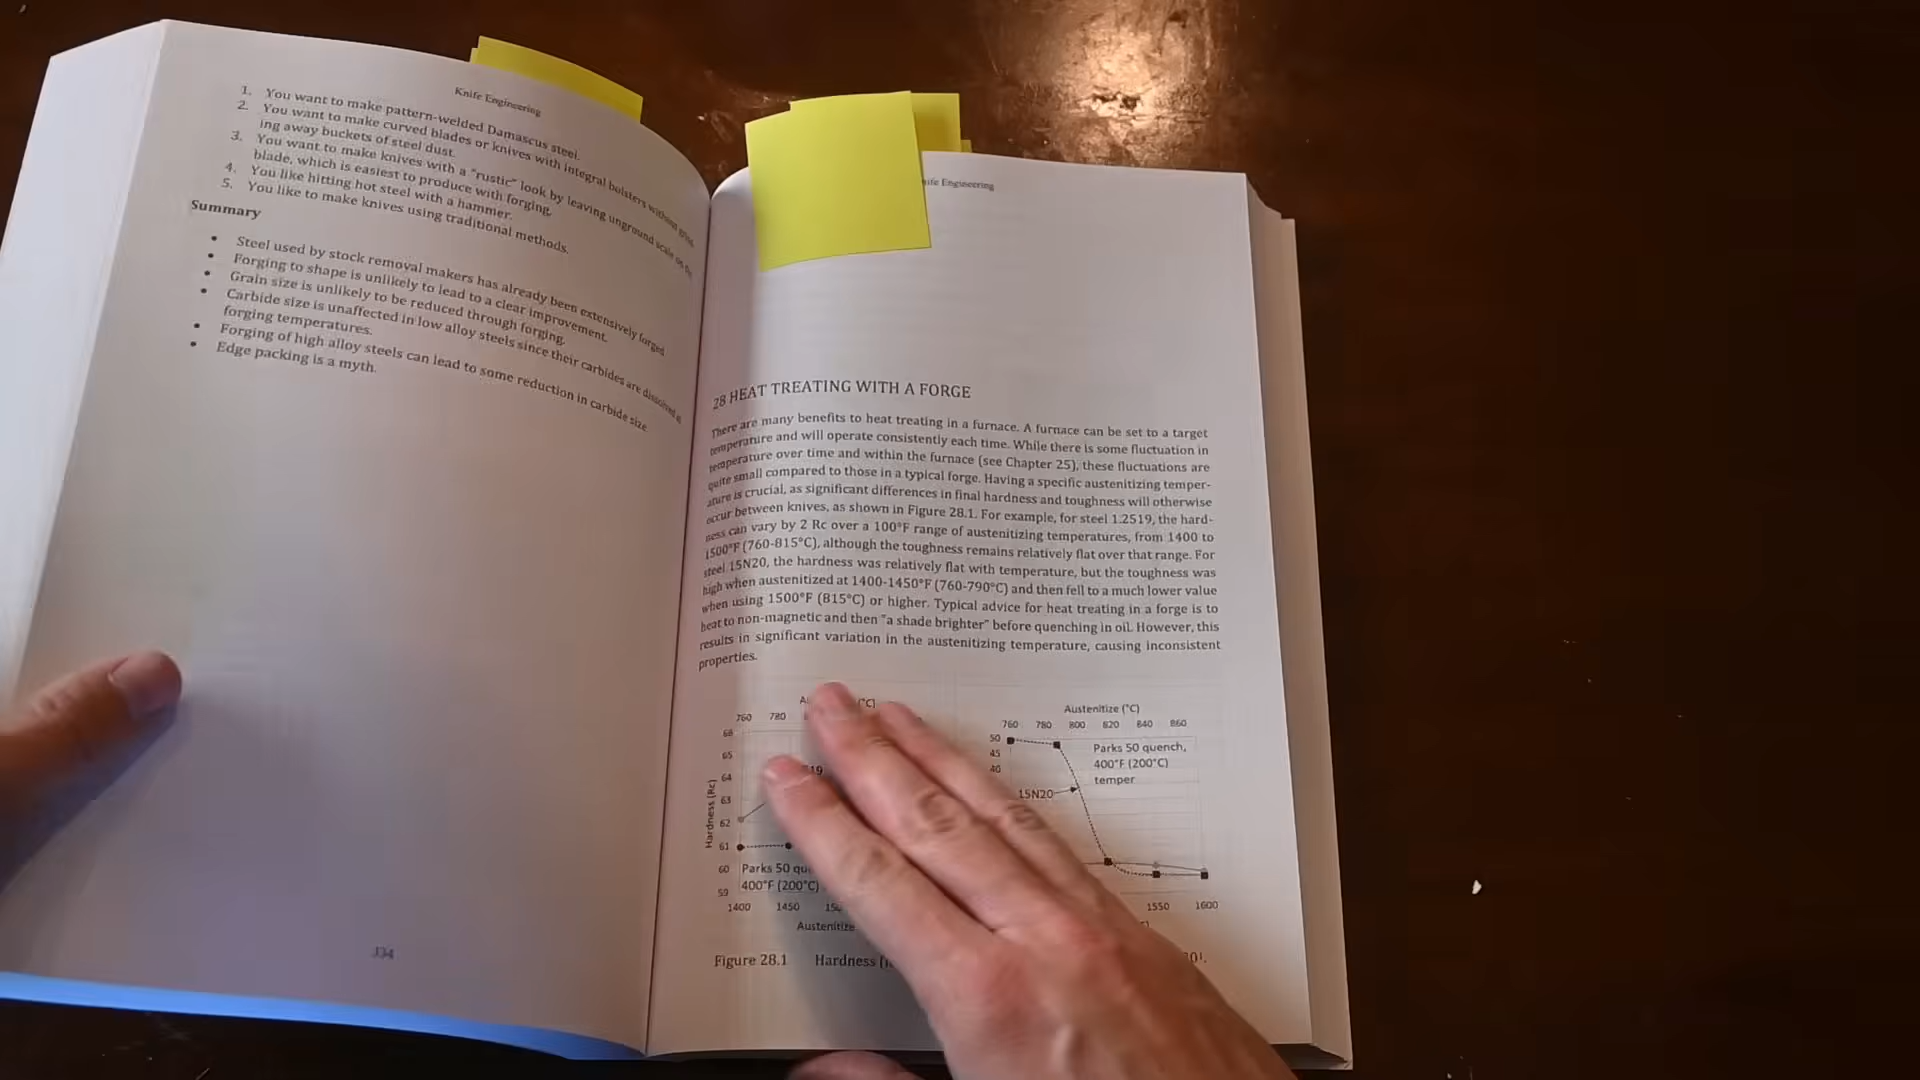 Knife Engineering
1. You want to make pattern-welded Damascus steel.
2. You want to make curved blades or knives with integral bolsters without
ing away buckets of steel dust.
3. You want to make knives with a "rustic" look by leaving unground scale on the
blade, which is easiest to produce with forging.
4. You like hitting hot steel with a hammer.
5. You like to make knives using traditional methods.
Summary
• Steel used by stock removal makers has already been extensively forged
• Forging to shape is unlikely to lead to a clear improvement.
• Grain size is unlikely to be reduced through forging.
• Carbide size is unaffected in low alloy steels since their carbides are dissolved
forging temperatures.
• Forging of high alloy steels can lead to some reduction in carbide size
• Edge packing is a myth.
334
Engineering
28 HEAT TREATING WITH A FORGE
There are many benefits to heat treating in a furnace. A furnace can be set to a target
temperature and will operate consistently each time. While there is some fluctuation in
temperature over time and within the furnace (see Chapter 25), these fluctuations are
quite small compared to those in a typical forge. Having a specific austenitizing temper-
ature is crucial, as significant differences in final hardness and toughness will otherwise
occur between knives, as shown in Figure 28.1. For example, for steel 1.2519, the hard-
ness can vary by 2 Rc over a 100°F range of austenitizing temperatures, from 1400 to
1500°F (760-815°C), although the toughness remains relatively flat over that range. For
steel 15N20, the hardness was relatively flat with temperature, but the toughness was
high when austenitized at 1400-1450°F (760-790°C) and then fell to a much lower value
when using 1500°F (815°C) or higher. Typical advice for heat treating in a forge is to
heat to non-magnetic and then "a shade brighter" before quenching in oil. However, this
results in significant variation in the austenitizing temperature, causing inconsistent
properties.
(°C)
760 780
68
65
64
63
62
61
60
59
Hardness (Rc)
19
Parks 50
400°F (200°C)
1400 1450
Austenitize
Austenitize (°C)
760 780 800 820 840 860
50
45
40
Parks 50 quench,
400°F (200°C)
temper
15N20
1550 1600
Figure 28.1 Hardness